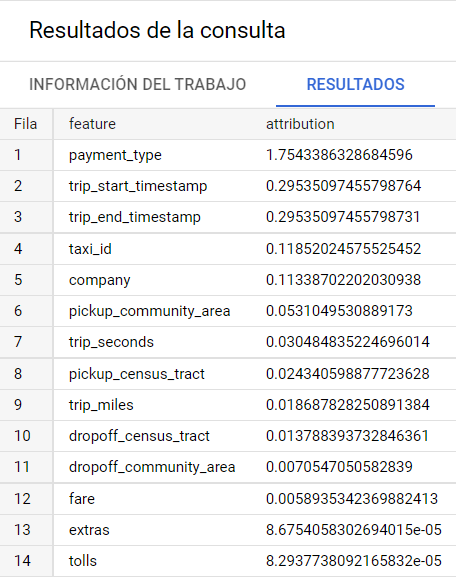 Resultados de la consulta
INFORMACIÓN DEL TRABAJO RESULTADOS
Fila feature attribution
1 payment_type 1.7543386328684596
2 trip_start_timestamp 0.29535097455798764
3 trip_end_timestamp 0.29535097455798731
4 taxi_id 0.11852024575525452
5 company 0.11338702202030938
6 pickup_community_area 0.0531049530889173
7 trip_seconds 0.030484835224696014
8 pickup_census_tract 0.024340598877723628
9 trip_miles 0.018687828250891384
10 dropoff_census_tract 0.013788393732846361
11 dropoff_community_area 0.0070547050582839
12 fare 0.0058935342369882413
13 extras 8.6754058302694015e-05
14 tolls 8.2937738092165832e-05